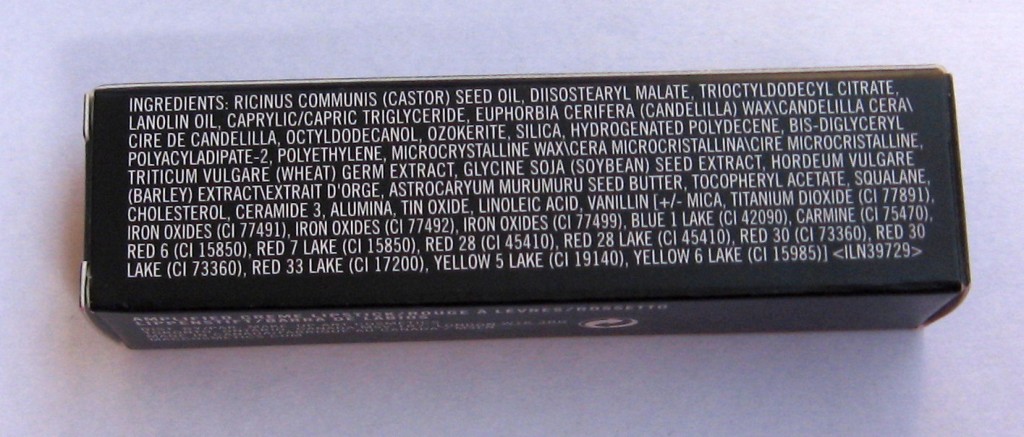 INGREDIENTS: RICINUS COMMUNIS (CASTOR) SEED OIL, DIISOSTEARYL MALATE, TRIOCTYLDODECYL CITRATE,
LANOLIN OIL, CAPRYLIC/CAPRIC TRIGLYCERIDE, EUPHORBIA CERIFERA (CANDELILLA) WAX\CANDELILLA CERA\
CIRE DE CANDELILLA, OCTYLDODECANOL, OZOKERITE, SILICA, HYDROGENATED POLYDECENE, BIS-DIGLYCERYL
POLYACYLADIPATE-2, POLYETHYLENE, MICROCRYSTALLINE WAX\CERA MICROCRISTALLINA\CIRE MICROCRISTALLINE,
TRITICUM VULGARE (WHEAT) GERM EXTRACT, GLYCINE SOJA (SOYBEAN) SEED EXTRACT, HORDEUM VULGARE
(BARLEY) EXTRACT\EXTRAIT D'ORGE, ASTROCARYUM MURUMURU SEED BUTTER, TOCOPHERYL ACETATE, SQUALANE,
CHOLESTEROL, CERAMIDE 3, ALUMINA, TIN OXIDE, LINOLEIC ACID, VANILLIN [+/- MICA, TITANIUM DIOXIDE (CI 77891),
IRON OXIDES (CI 77491), IRON OXIDES (CI 77492), IRON OXIDES (CI 77499), BLUE 1 LAKE (CI 42090), CARMINE (CI 75470),
RED 6 (CI 15850), RED 7 LAKE (CI 15850), RED 28 (CI 45410), RED 28 LAKE (CI 45410), RED 30 (CI 73360), RED 30
LAKE (CI 73360), RED 33 LAKE (CI 17200), YELLOW 5 LAKE (CI 19140), YELLOW 6 LAKE (CI 15985)] <ILN39729>
ROUGE A LEVRES/ROSSETTO